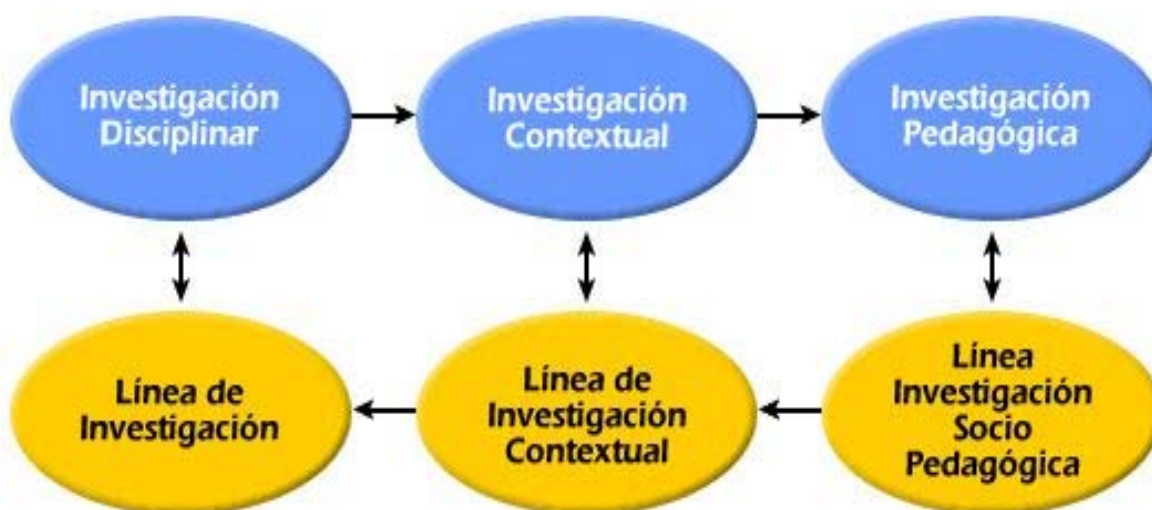 Investigación
Disciplinar
Investigación
Contextual
Investigación
Pedagógica
Línea de
Investigación
Línea de
Investigación
Contextual
Línea
Investigación
Socio
Pedagógica